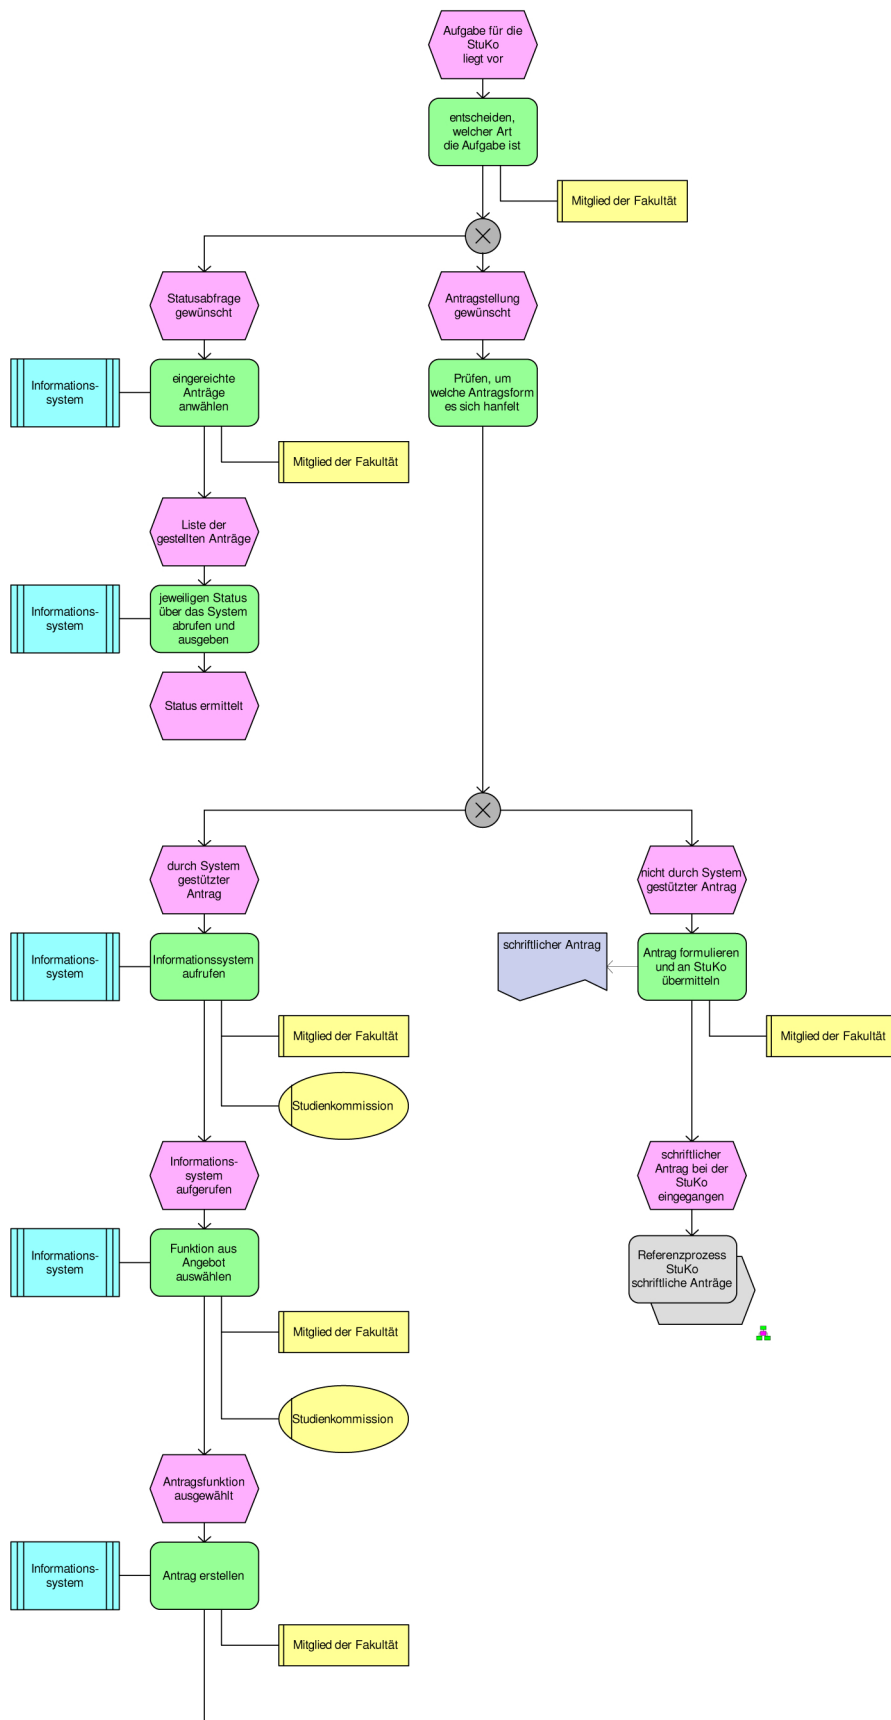 Aufgabe für die
StuKo
liegt vor
entscheiden,
welcher Art
die Aufgabe ist
Mitglied der Fakultät
Statusabfrage
gewünscht
Antragstellung
gewünscht
Informations-
system
eingereichte
Anträge
anwählen
Prüfen, um
welche Antragsform
es sich hanfelt
Mitglied der Fakultät
Liste der
gestellten Anträge
Informations-
system
jeweiligen Status
über das System
abrufen und
ausgeben
Status ermittelt
durch System
gestützter
Antrag
nicht durch System
gestützter Antrag
Informations-
system
Informationssystem
aufrufen
schriftlicher Antrag
Antrag formulieren
und an StuKo
übermitteln
Mitglied der Fakultät
Mitglied der Fakultät
Studienkommission
Informations-
system
aufgerufen
schriftlicher
Antrag bei der
StuKo
eingegangen
Informations-
system
Funktion aus
Angebot
auswählen
Referenzprozess
StuKo
schriftliche Anträge
Mitglied der Fakultät
Studienkommission
Antragsfunktion
ausgewählt
Informations-
system
Antrag erstellen
Mitglied der Fakultät